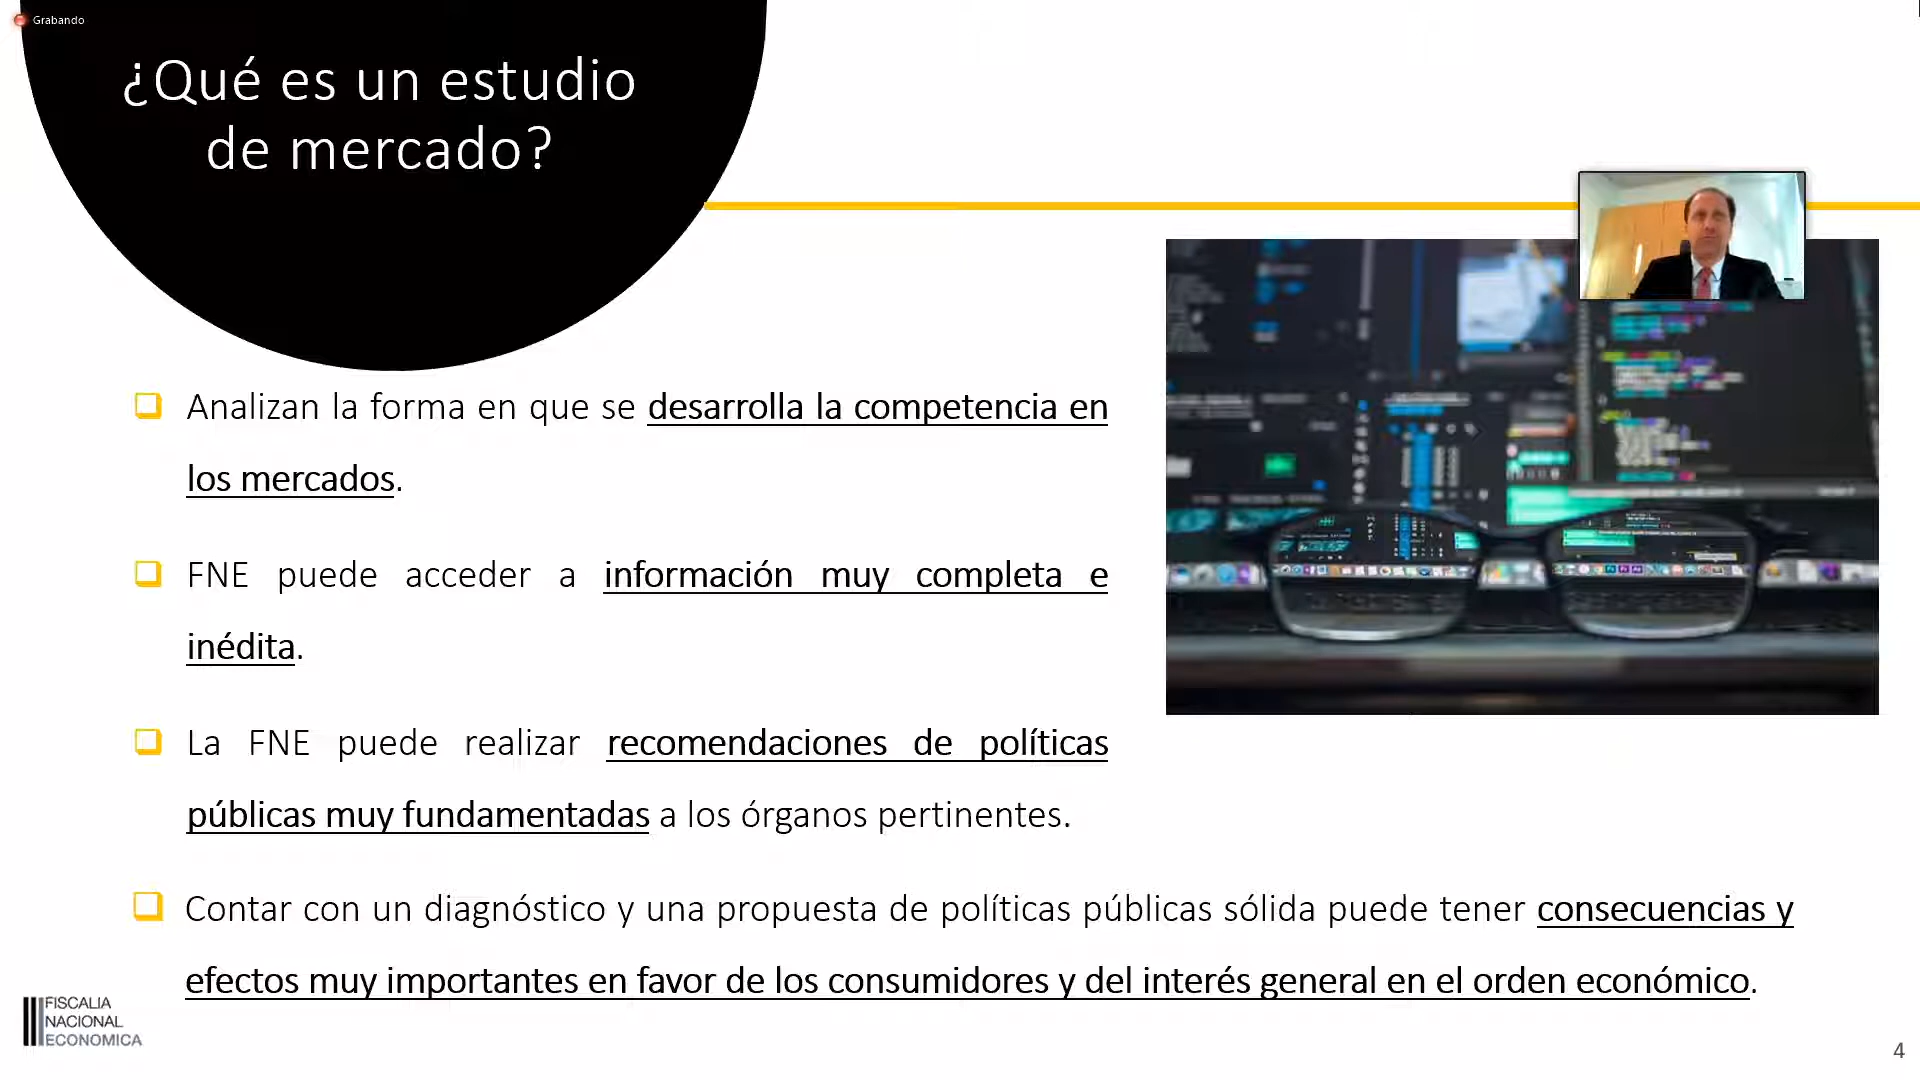 Grabando
¿Qué es un estudio
de mercado?
Analizan la forma en que se desarrolla la competencia en
los mercados.
FNE puede acceder a información muy completa e
inédita.
La FNE puede realizar recomendaciones de políticas
públicas muy fundamentadas a los órganos pertinentes.
Contar con un diagnóstico y una propuesta de políticas públicas sólida puede tener consecuencias y
efectos muy importantes en favor de los consumidores y del interés general en el orden económico.
FISCALIA
NACIONAL
ECONOMICA
4